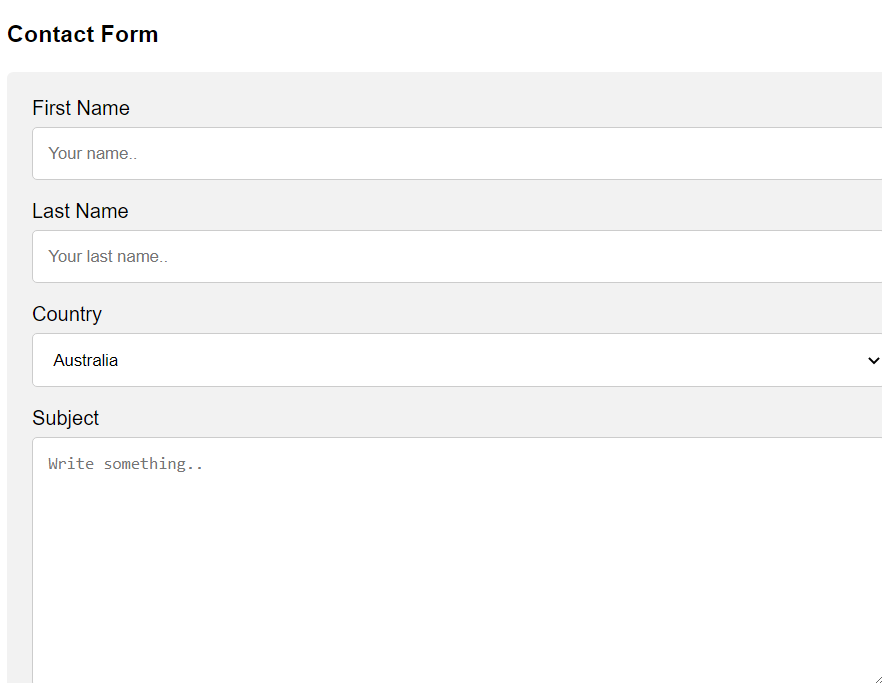 Contact Form
First Name
Your name..
Last Name
Your last name..
Country
Australia
Subject
Write something..